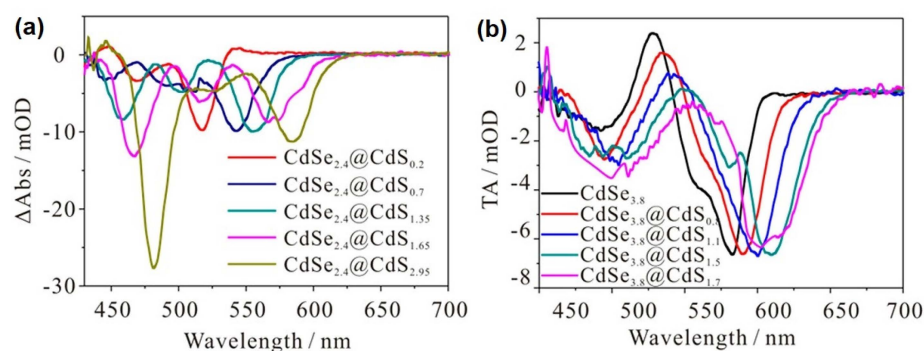 (a)
ΔAbs / mOD
0
-10
-20
-30
450 500 550 600 650 700
Wavelength / nm
CdSe2.4@CdS0.2
CdSe2.4@CdS0.7
CdSe2.4@CdS1.35
CdSe2.4@CdS1.65
CdSe2.4@CdS2.95
(b)
TA / mOD
2
0
-2
-4
-6
-8
450 500 550 600 650 700
Wavelength / nm
CdSe3.8
CdSe3.8@CdS0.
CdSe3.8@CdS1.1
CdSe3.8@CdS1.5
CdSe3.8@CdS1.7